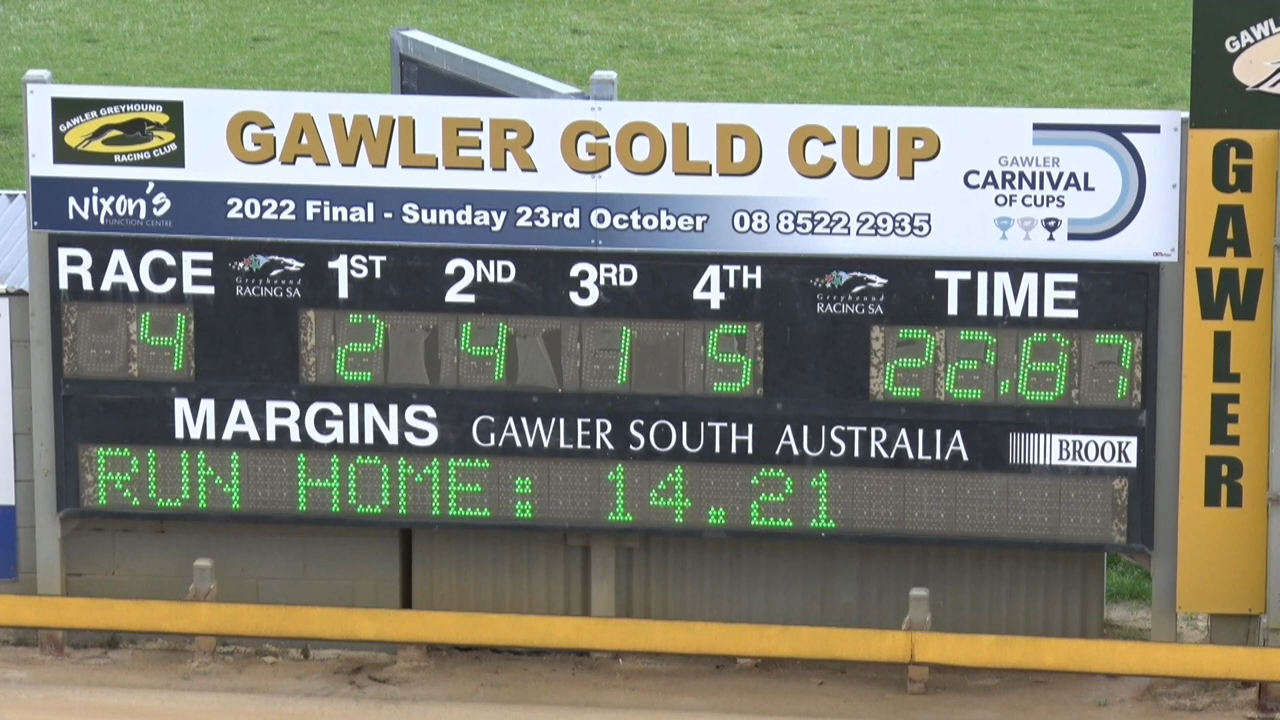 GAWLER GREYHOUND
RACING CLUB
GAWLER GOLD CUP
GAWLER
CARNIVAL
OF CUPS
Nixon's
FUNCTION CENTRE
2022 Final - Sunday 23rd October 08 8522 2935
RACE Greyhound RACING SA 1ST 2ND 3RD 4TH Greyhound RACING SA TIME
4 2 4 1 5 22.87
MARGINS GAWLER SOUTH AUSTRALIA BROOK
RUN HOME: 14.21
GAWL
GAWLER